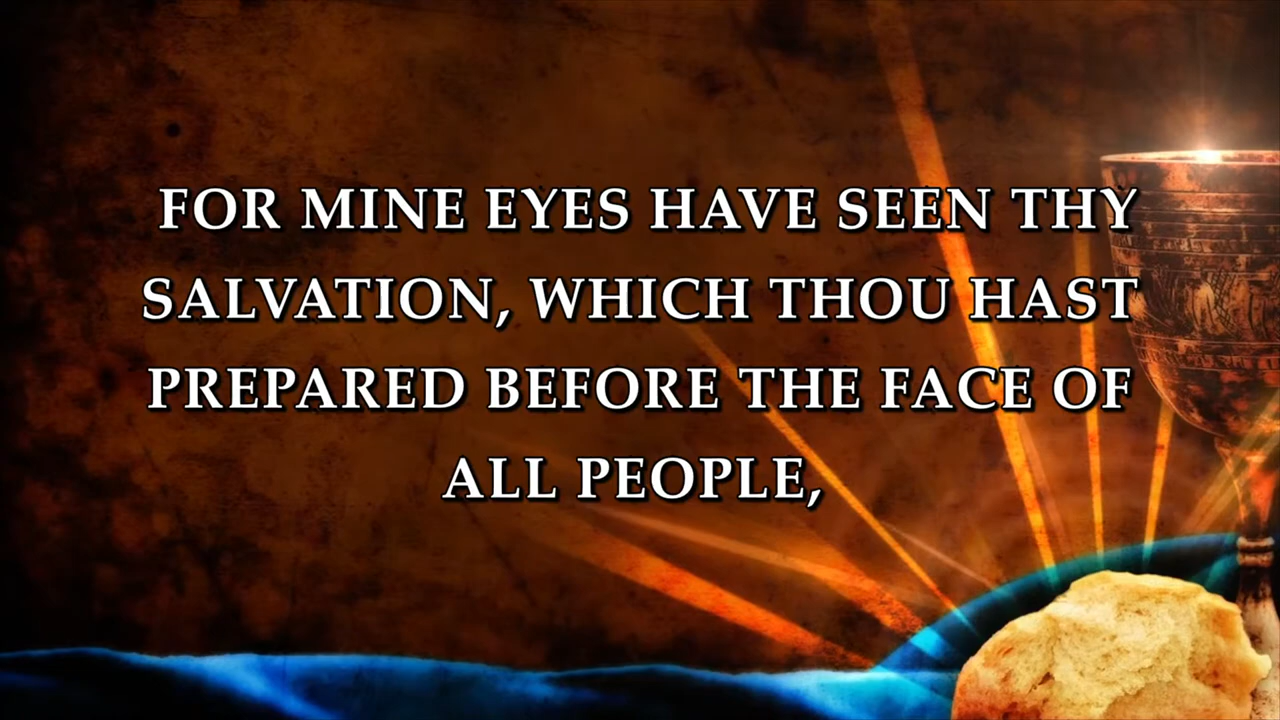 FOR MINE EYES HAVE SEEN THY
SALVATION, WHICH THOU HAST
PREPARED BEFORE THE FACE OF
ALL PEOPLE,